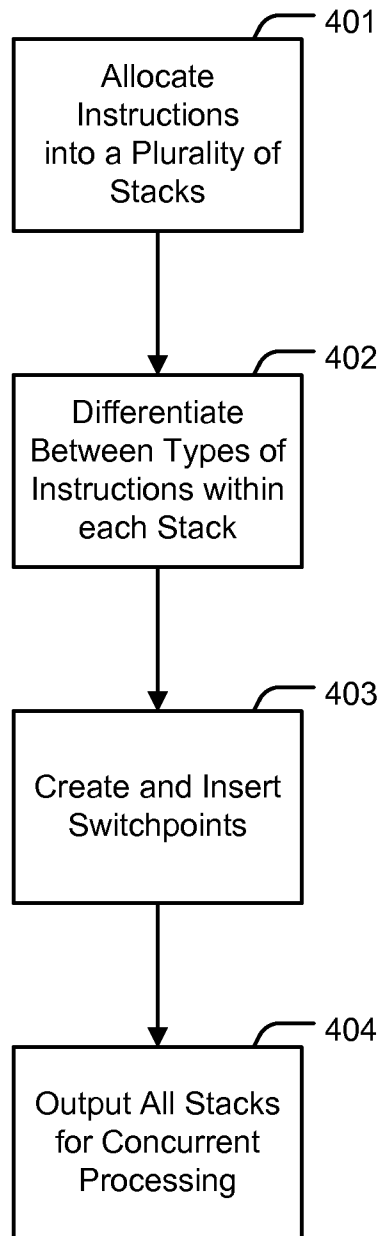 401
Allocate
Instructions
into a Plurality of
Stacks
402
Differentiate
Between Types of
Instructions within
each Stack
403
Create and Insert
Switchpoints
404
Output All Stacks
for Concurrent
Processing